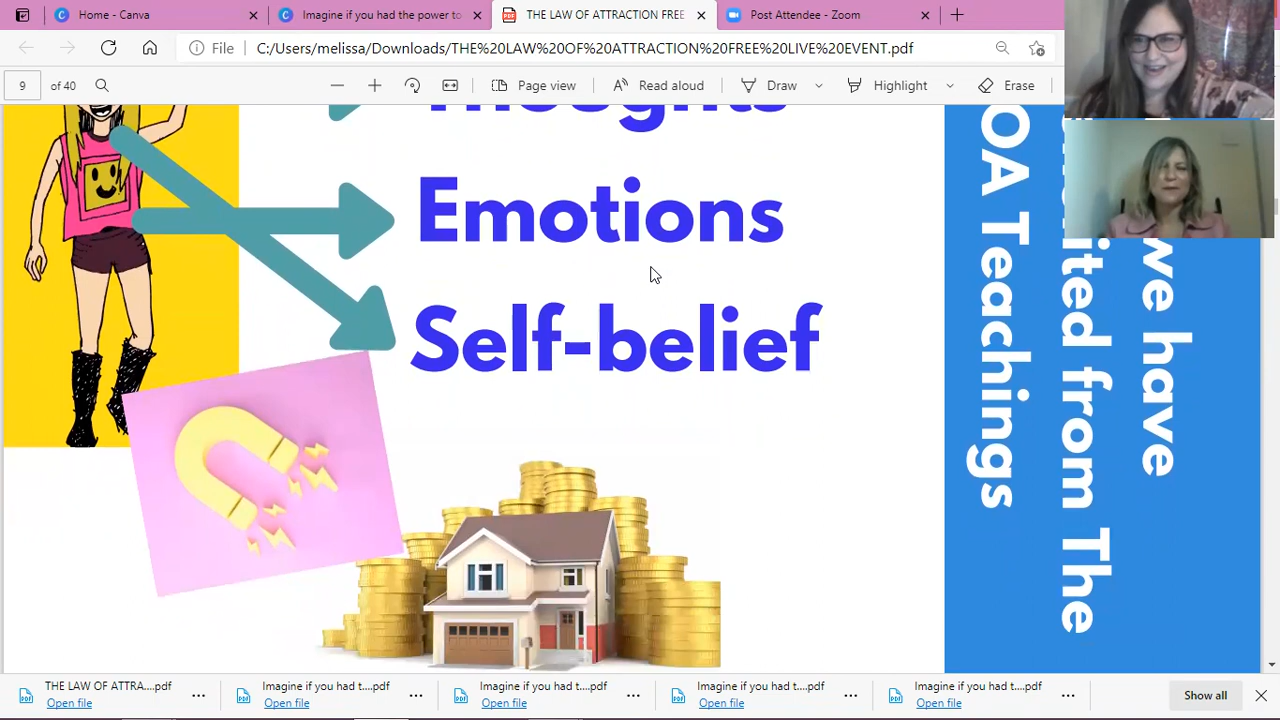 Home - Canva
Imagine if you had the power to
THE LAW OF ATTRACTION FREE
Post Attendee - Zoom
File
C:/Users/melissa/Downloads/THE%20LAW%20OF%20ATTRACTION%20FREE%20LIVE%20EVENT.pdf
9 of 40
Page view
Read aloud
Draw
Highlight
Erase
Thoughts
Emotions
Self-belief
we have
from The
OA Teachings
THE LAW OF ATTRA....pdf
Open file
Imagine if you had t....pdf
Open file
Imagine if you had t....pdf
Open file
Imagine if you had t....pdf
Open file
Imagine if you had t....pdf
Open file
Show all